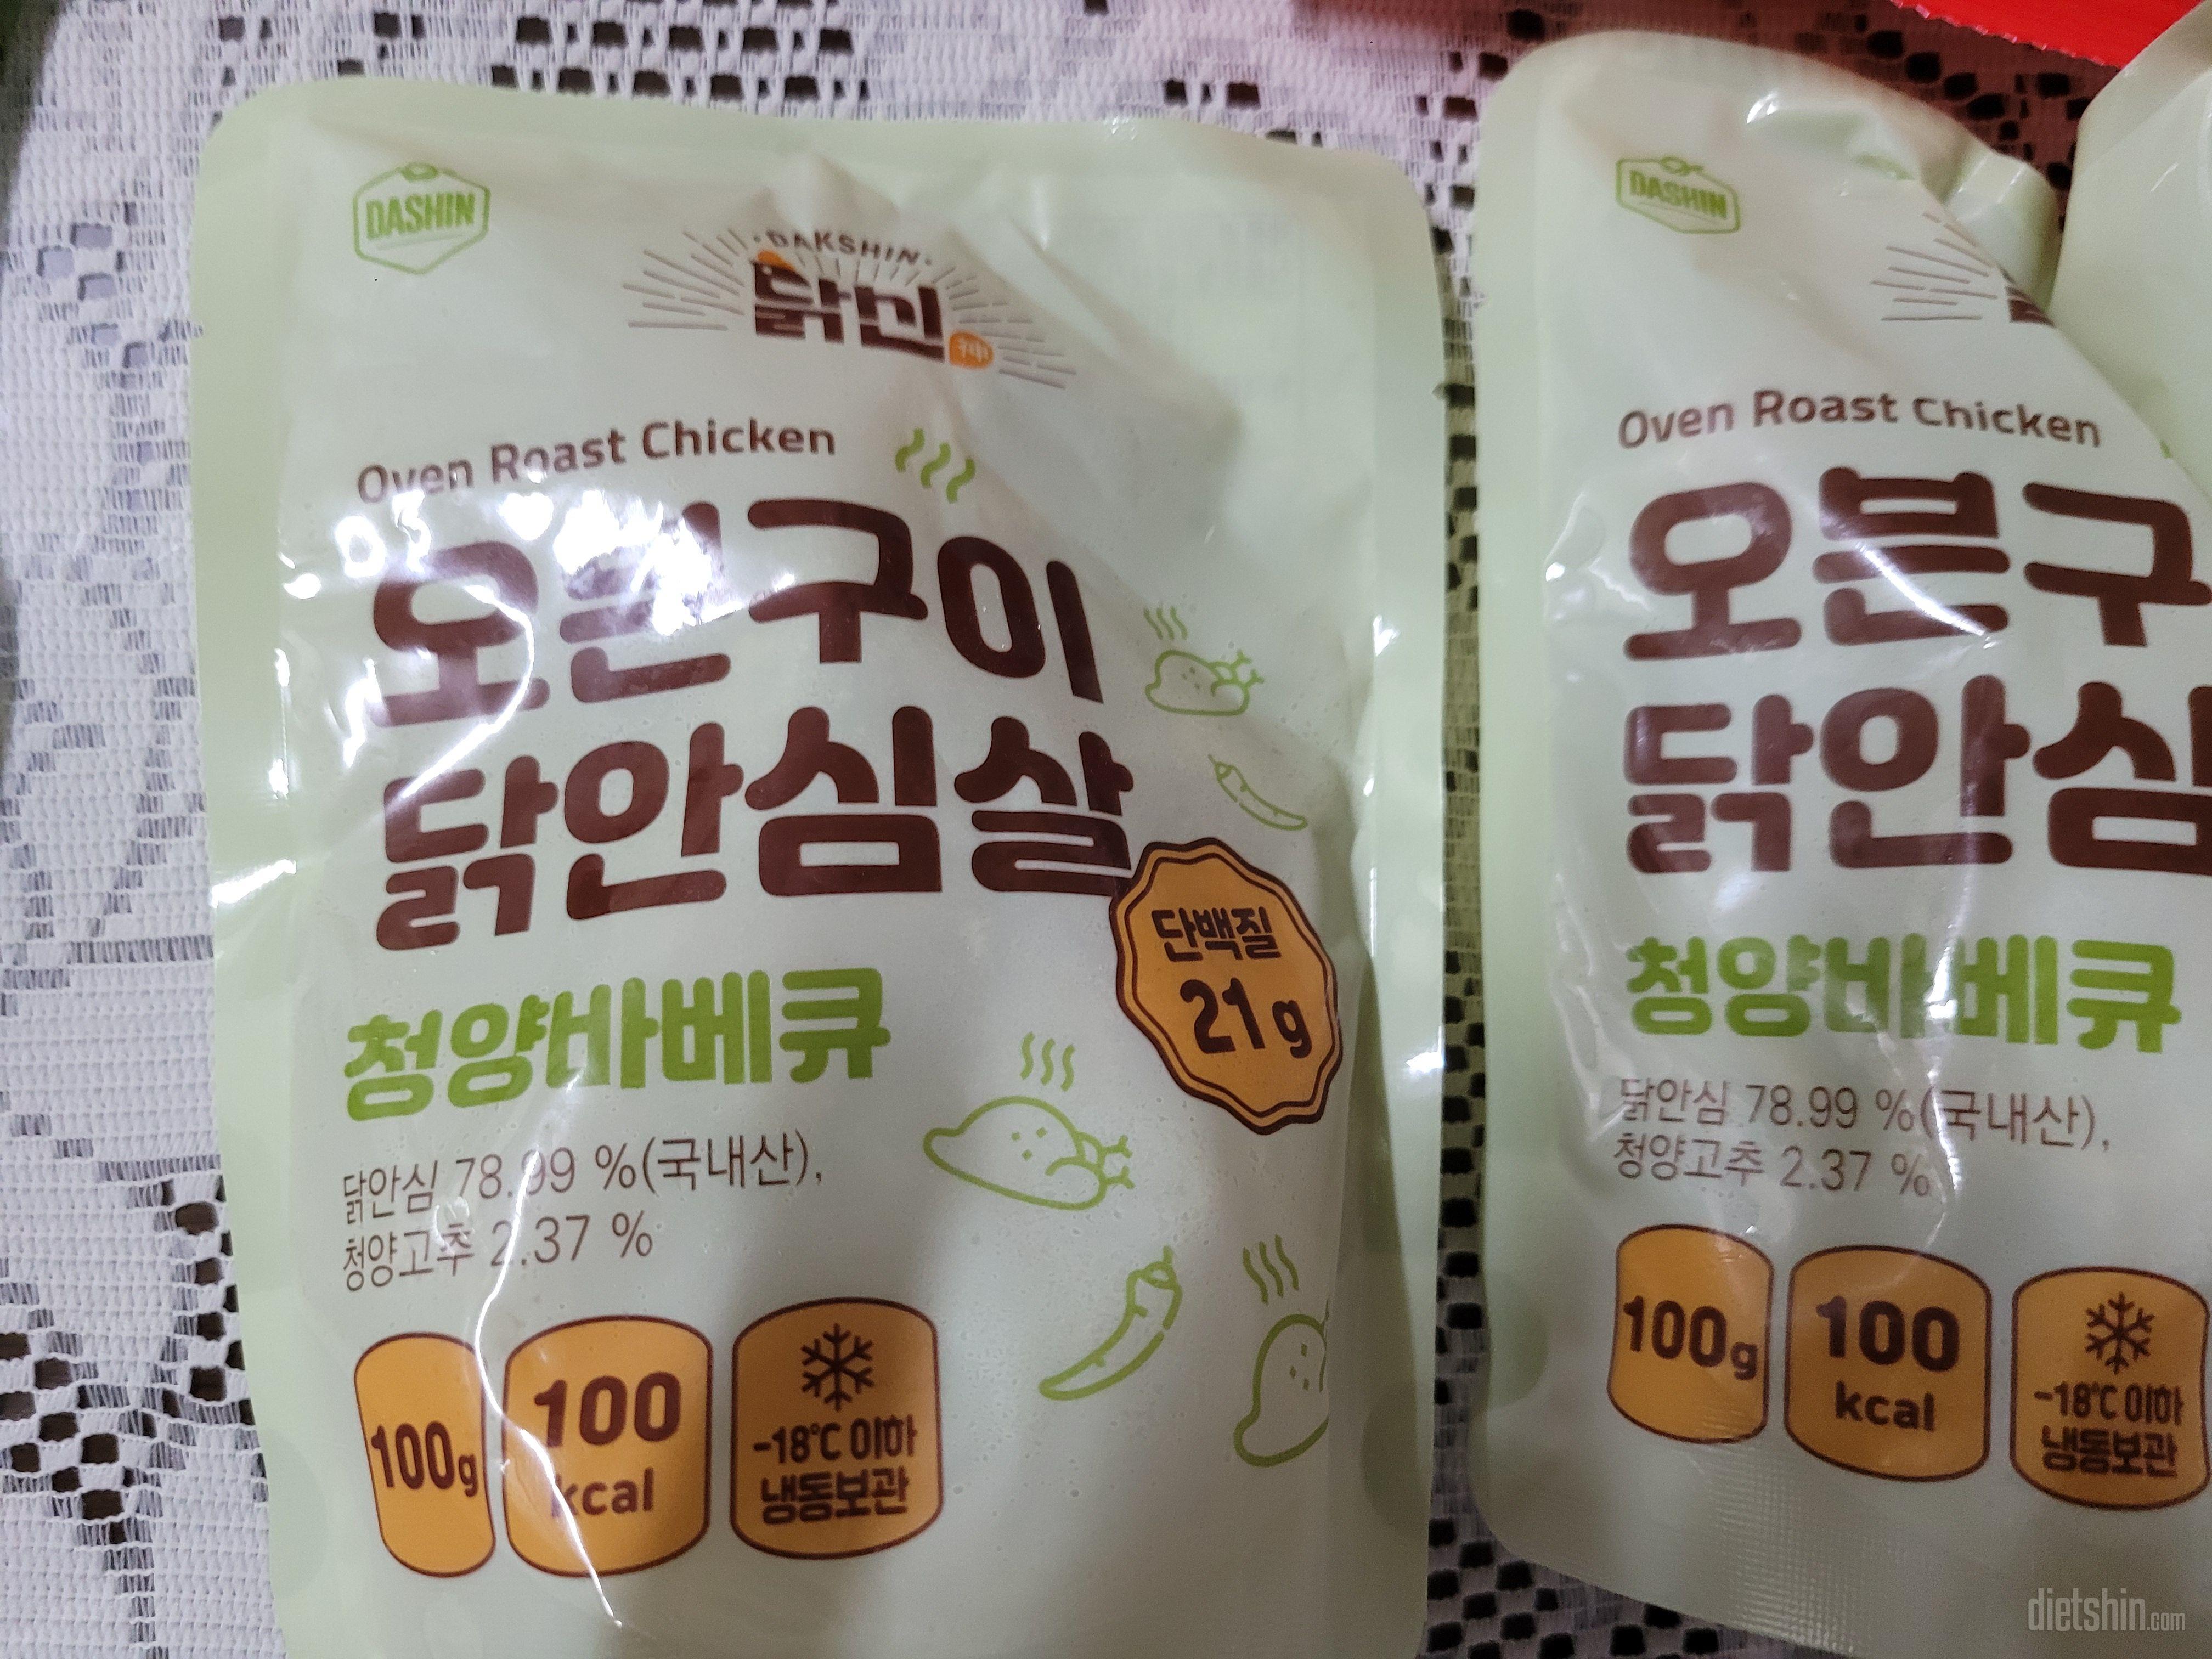 DASHIN
DAKSHIN
닭신
Oven Roast Chicken
오븐구이
닭안심살
단백질
21g
청양바베큐
닭안심 78.99 %(국내산),
청양고추 2.37 %
100g
100
kcal
-18℃ 이하
냉동보관
DASHIN
Oven Roast Chicken
오븐구
닭안심
청양바베큐
닭안심 78.99 %(국내산),
청양고추 2.37 %
100g
100
kcal
-18℃ 이하
냉동보관
dietshin.com